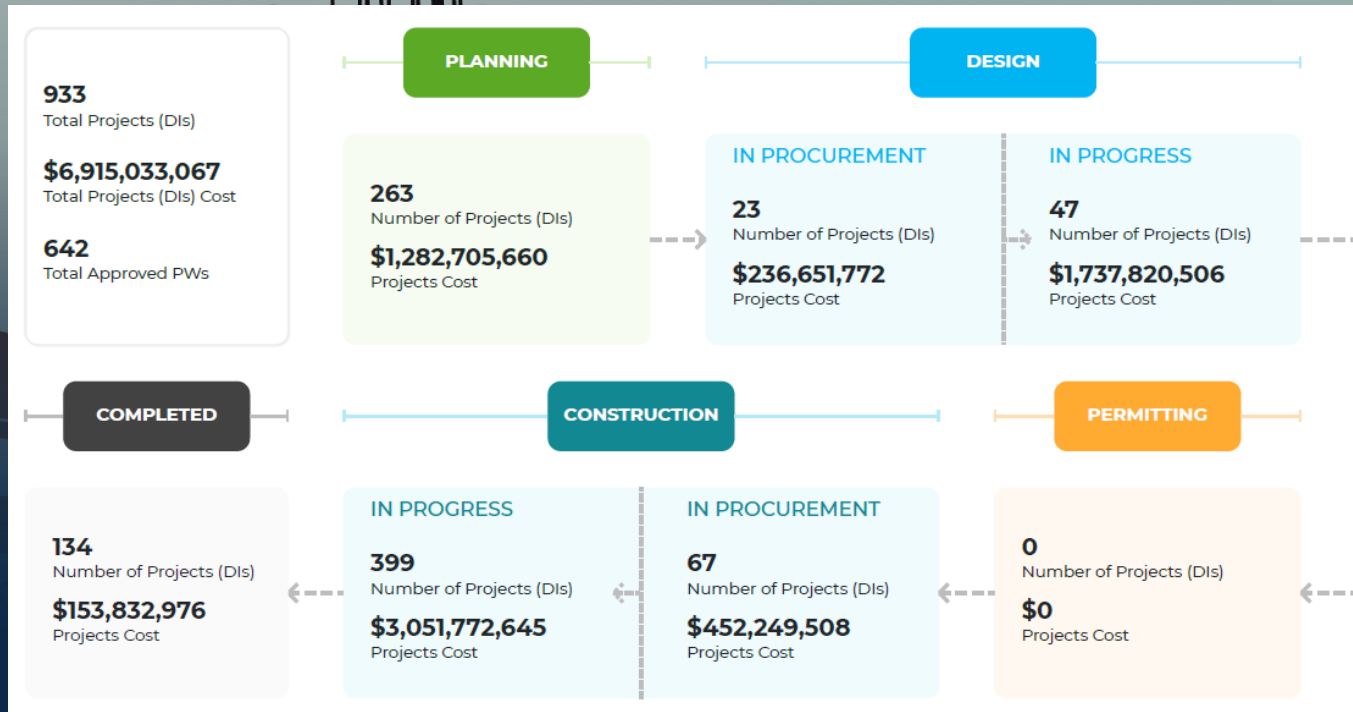 933
Total Projects (DIs)
$6,915,033,067
Total Projects (DIs) Cost
642
Total Approved PWs
PLANNING
263
Number of Projects (DIs)
$1,282,705,660
Projects Cost
DESIGN
IN PROCUREMENT
23
Number of Projects (DIs)
$236,651,772
Projects Cost
IN PROGRESS
47
Number of Projects (DIs)
$1,737,820,506
Projects Cost
COMPLETED
134
Number of Projects (DIs)
$153,832,976
Projects Cost
CONSTRUCTION
IN PROGRESS
399
Number of Projects (DIs)
$3,051,772,645
Projects Cost
IN PROCUREMENT
67
Number of Projects (DIs)
$452,249,508
Projects Cost
PERMITTING
0
Number of Projects (DIs)
$0
Projects Cost